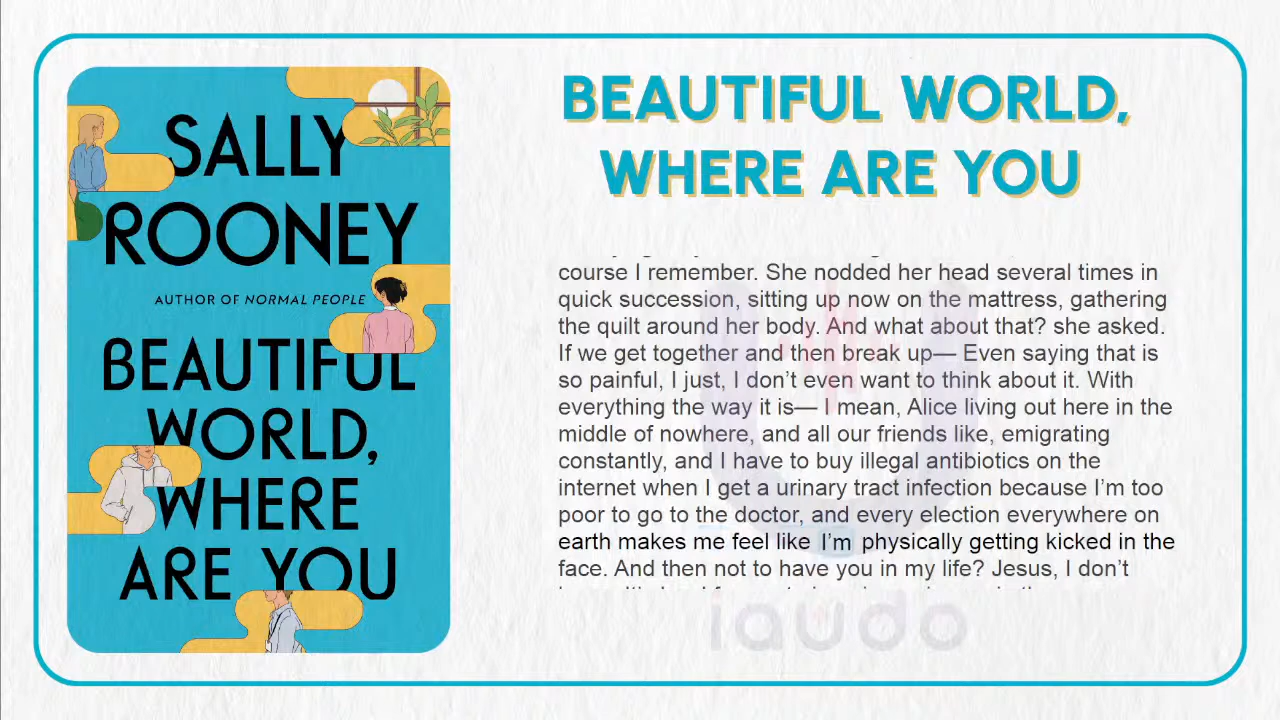 SALLY
ROONEY
AUTHOR OF NORMAL PEOPLE
BEAUTIFUL
WORLD,
WHERE
ARE YOU
BEAUTIFUL WORLD,
WHERE ARE YOU
course I remember. She nodded her head several times in
quick succession, sitting up now on the mattress, gathering
the quilt around her body. And what about that? she asked.
If we get together and then break up— Even saying that is
so painful, I just, I don’t even want to think about it. With
everything the way it is— I mean, Alice living out here in the
middle of nowhere, and all our friends like, emigrating
constantly, and I have to buy illegal antibiotics on the
internet when I get a urinary tract infection because I’m too
poor to go to the doctor, and every election everywhere on
earth makes me feel like I’m physically getting kicked in the
face. And then not to have you in my life? Jesus, I don’t
iaudo